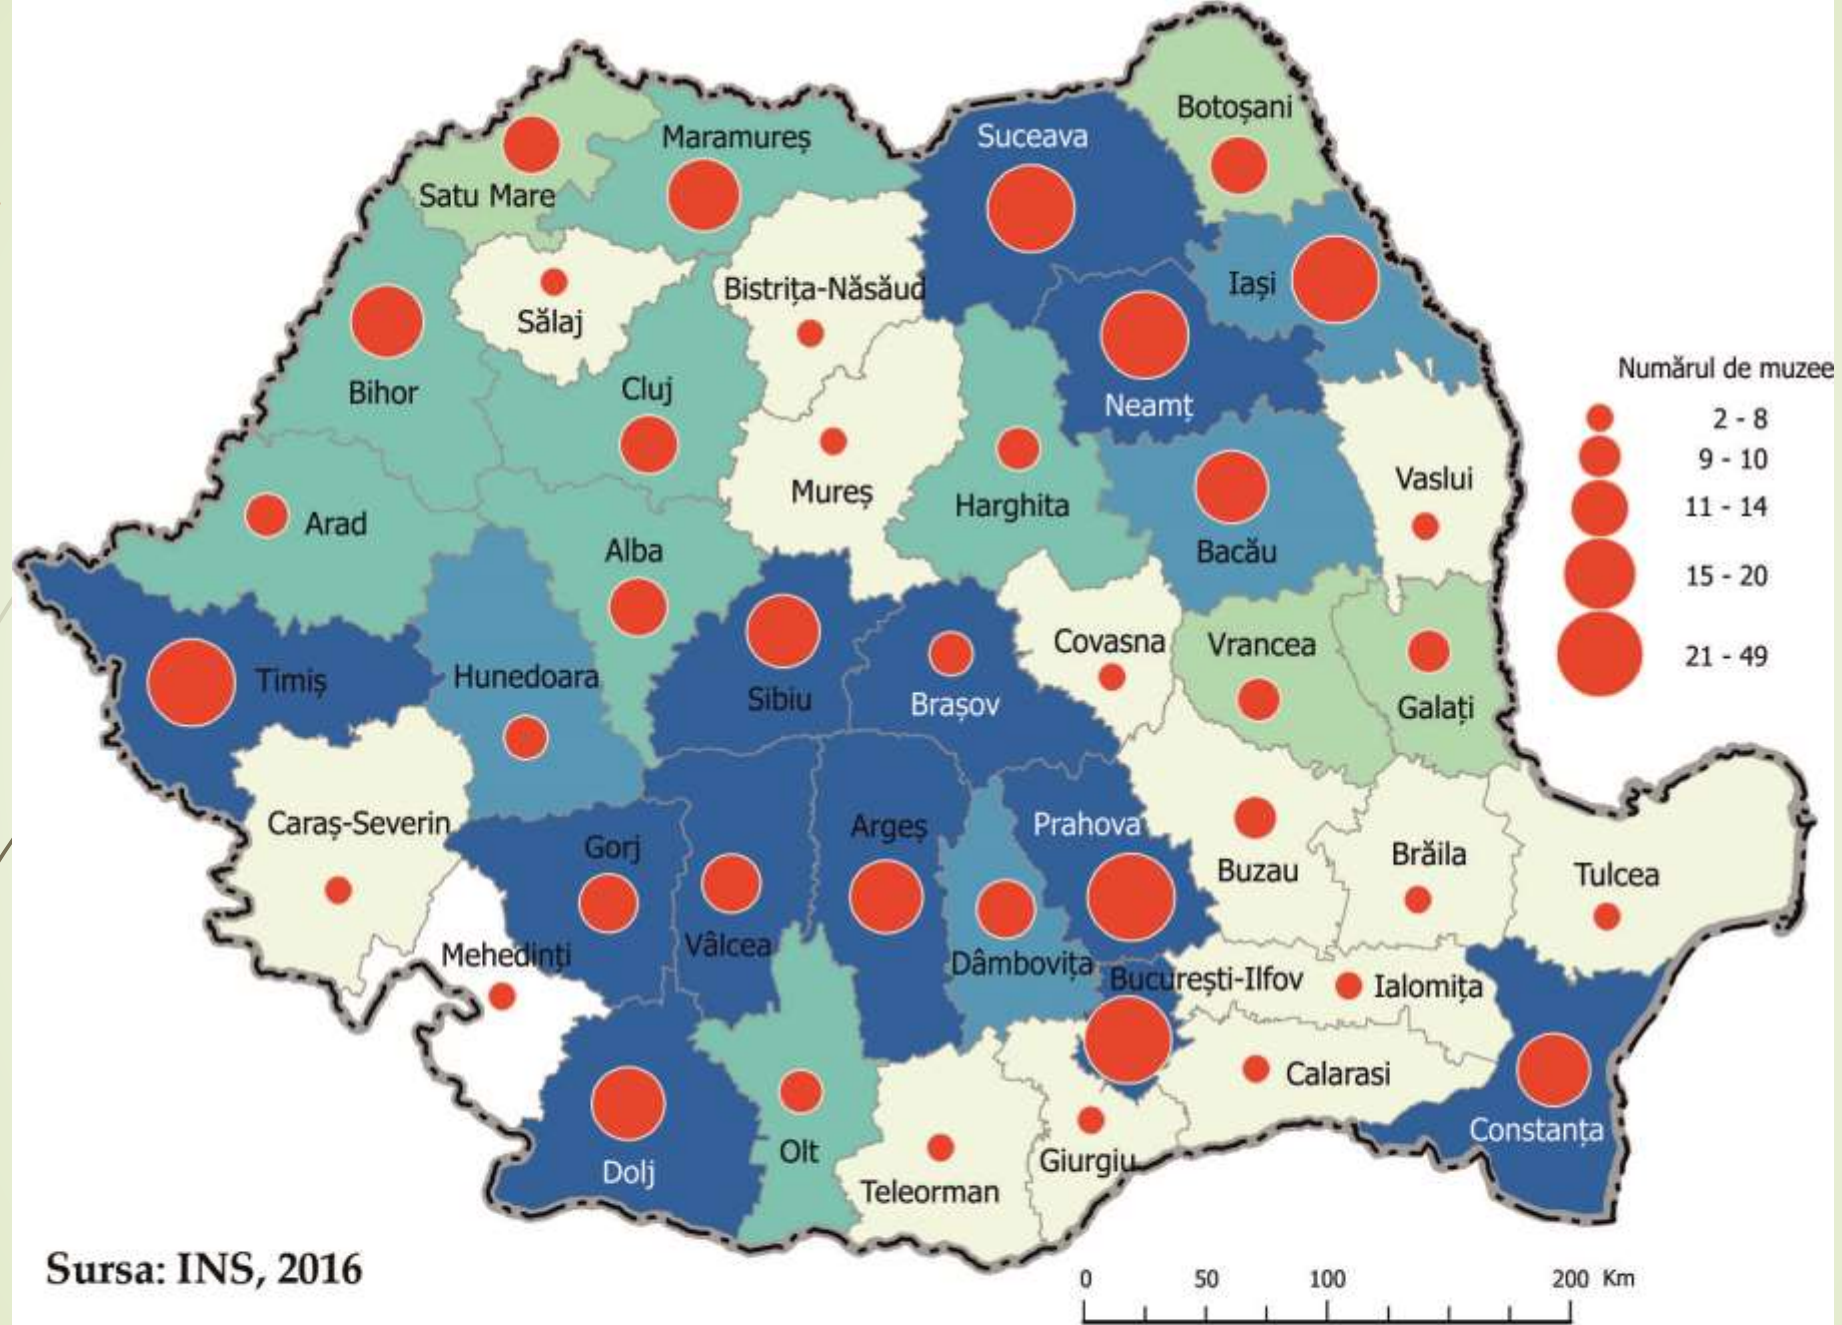 Botoșani
Suceava
Maramureș
Satu Mare
Iași
Bistrița-Năsăud
Sălaj
Bihor
Cluj
Neamț
Numărul de muzee
2 - 8
9 - 10
11 - 14
15 - 20
21 - 49
Mureș
Harghita
Vaslui
Arad
Alba
Bacău
Covasna
Vrancea
Timiș
Hunedoara
Sibiu
Brașov
Galați
Caraș-Severin
Gorj
Argeș
Prahova
Buzau
Brăila
Tulcea
Mehedinți
Vâlcea
Dâmbovița
București-Ilfov
Ialomița
Calarasi
Constanța
Dolj
Olt
Teleorman
Giurgiu
Sursa: INS, 2016
0 50 100 200 Km